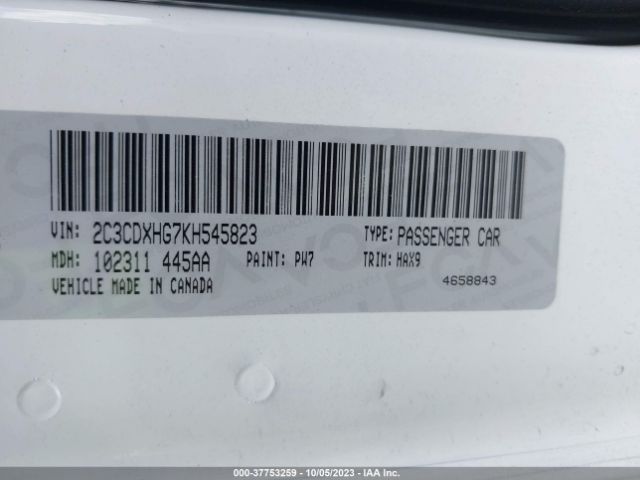 VIN: 2C3CDXHG7KH545823 TYPE: PASSENGER CAR
MDH: 102311 445AA PAINT: PW7 TRIM: HAX9
VEHICLE MADE IN CANADA 4658843
000-37753259 - 10/05/2023 - IAA Inc.